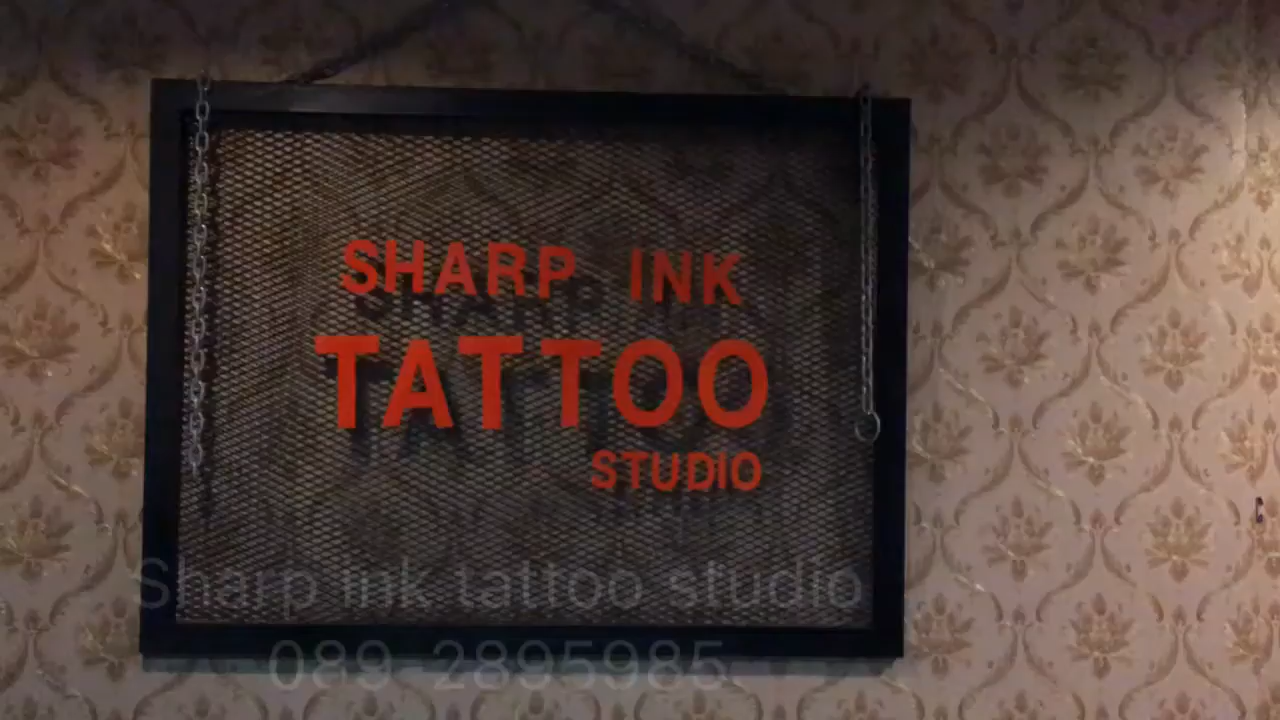 SHARP INK
TATTOO
STUDIO
Sharp ink tattoo studio
089-2895985